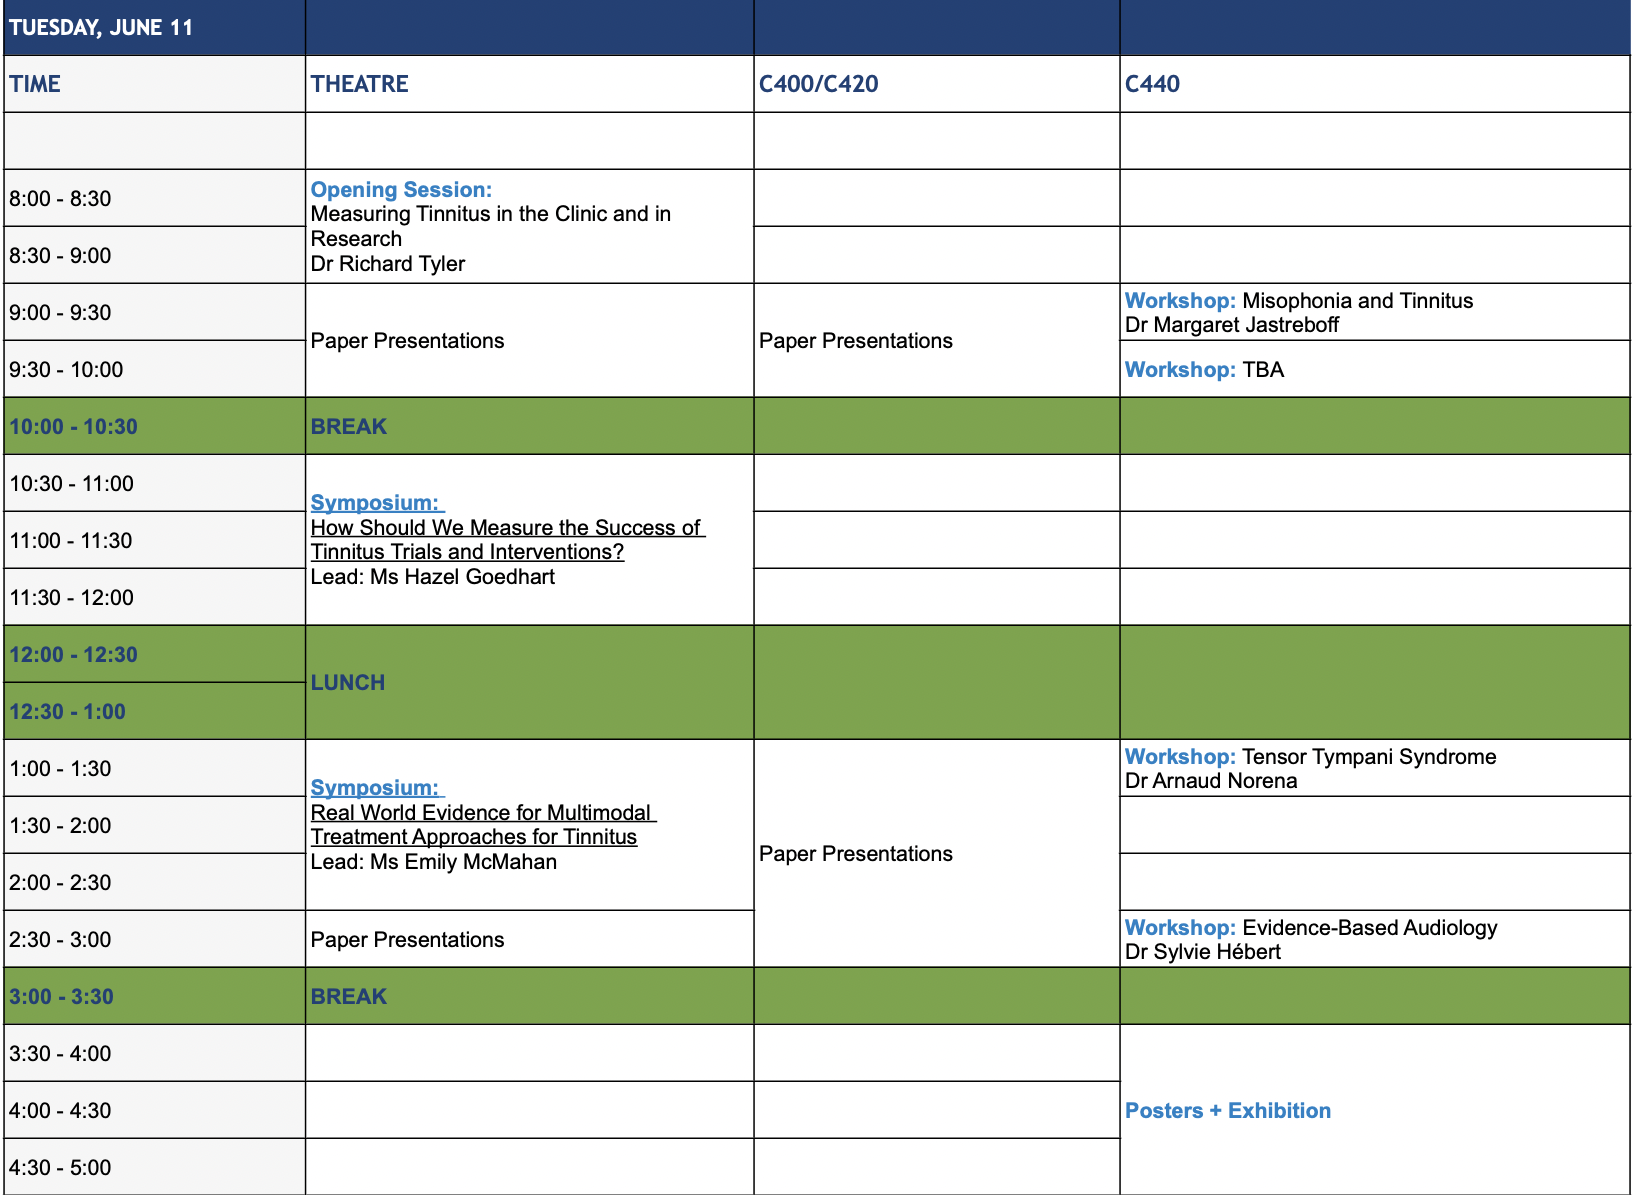 TUESDAY, JUNE 11
TIME
THEATRE
C400/C420
C440
8:00 - 8:30
Opening Session:
Measuring Tinnitus in the Clinic and in
Research
Dr Richard Tyler
8:30 - 9:00
9:00 - 9:30
Paper Presentations
Paper Presentations
Workshop: Misophonia and Tinnitus
Dr Margaret Jastreboff
9:30 - 10:00
Workshop: TBA
10:00 - 10:30
BREAK
10:30 - 11:00
Symposium:
How Should We Measure the Success of
Tinnitus Trials and Interventions?
Lead: Ms Hazel Goedhart
11:00 - 11:30
11:30 - 12:00
12:00 - 12:30
LUNCH
12:30 - 1:00
1:00 - 1:30
Symposium:
Real World Evidence for Multimodal
Treatment Approaches for Tinnitus
Lead: Ms Emily McMahan
Paper Presentations
Workshop: Tensor Tympani Syndrome
Dr Arnaud Norena
1:30 - 2:00
2:00 - 2:30
2:30 - 3:00
Paper Presentations
Workshop: Evidence-Based Audiology
Dr Sylvie Hébert
3:00 - 3:30
BREAK
3:30 - 4:00
Posters + Exhibition
4:00 - 4:30
4:30 - 5:00